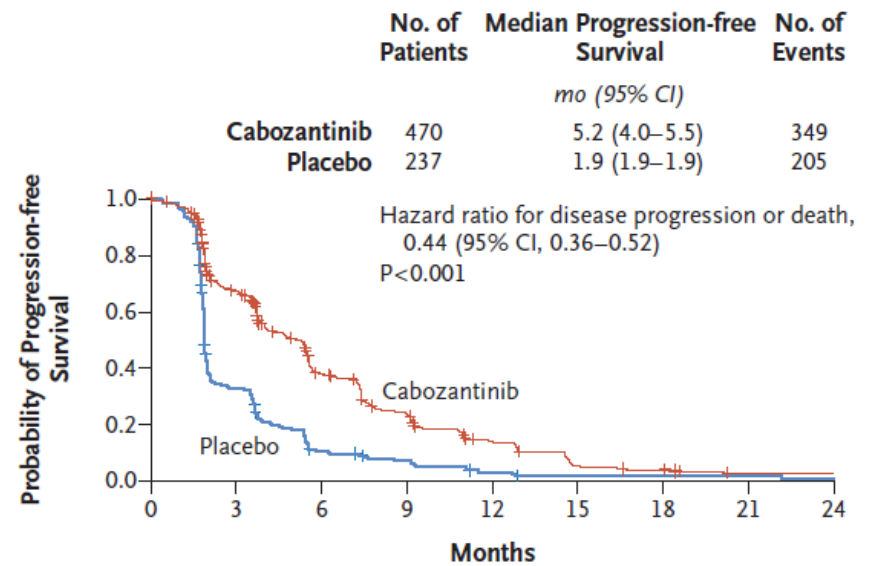 No. of Patients
Median Progression-free Survival
No. of Events
mo (95% CI)
Cabozantinib 470 5.2 (4.0–5.5) 349
Placebo 237 1.9 (1.9–1.9) 205
Hazard ratio for disease progression or death,
0.44 (95% CI, 0.36–0.52)
P<0.001
Probability of Progression-free
Survival
1.0
0.8
0.6
0.4
0.2
0.0
Cabozantinib
Placebo
0 3 6 9 12 15 18 21 24
Months